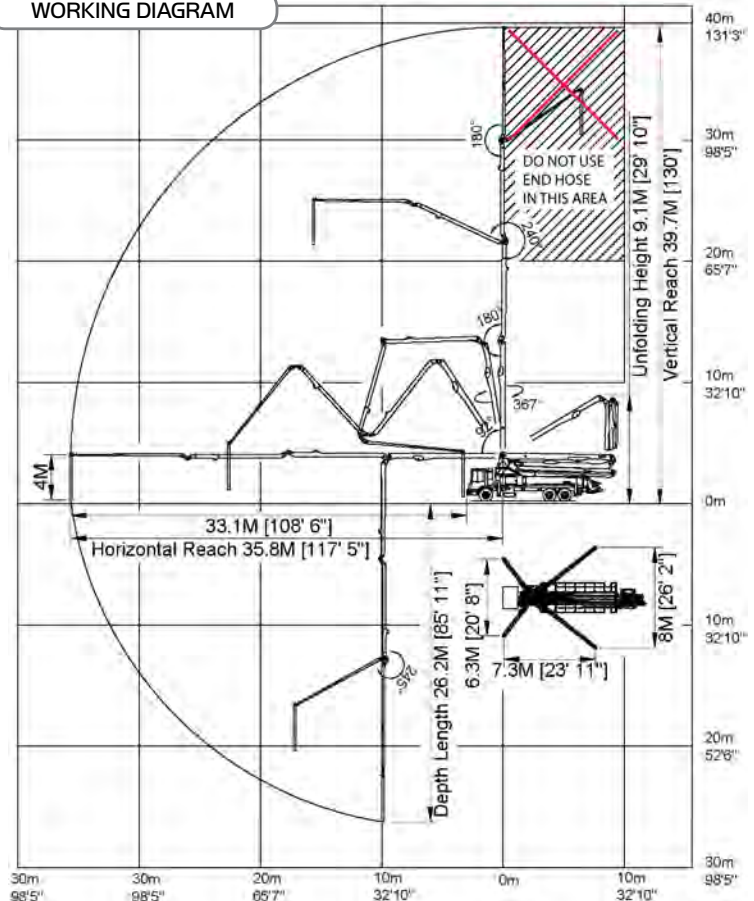 WORKING DIAGRAM
40m
131'3"
30m
98'5"
20m
65'7"
10m
32'10"
0m
10m
32'10"
20m
52'6"
30m
98'5"
180°
DO NOT USE
END HOSE
IN THIS AREA
240°
180°
367°
Unfolding Height 9.1M [29' 10"]
Vertical Reach 39.7M [130']
4M
33.1M [108' 6"]
Horizontal Reach 35.8M [117' 5"]
Depth Length 26.2M [85' 11"]
245°
6.3M [20' 8"]
8M [26' 2"]
7.3M [23' 11"]
30m
98'5"
30m
98'5"
20m
65'7"
10m
32'10"
0m
10m
32'10"